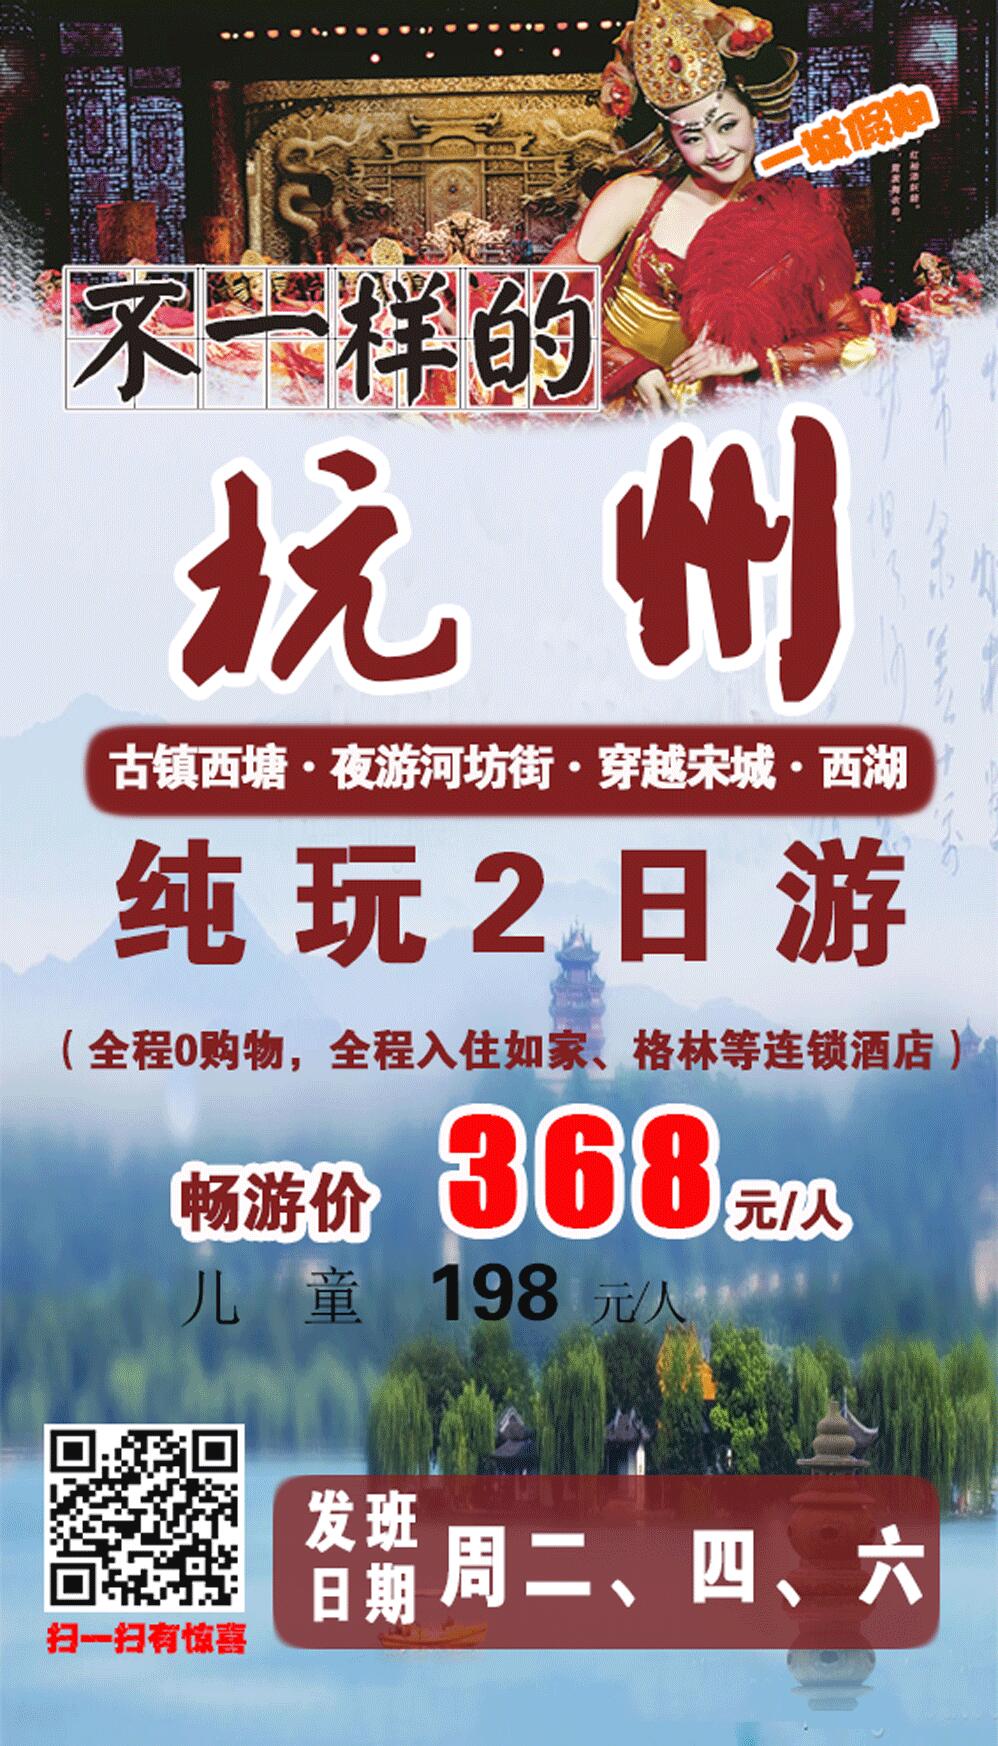 一城假期
不一样的
杭州
古镇西塘·夜游河坊街·穿越宋城·西湖
纯玩2日游
（全程0购物，全程入住如家、格林等连锁酒店）
畅游价 368元/人
儿童 198 元/人
发班日期 周二、四、六
扫一扫有惊喜